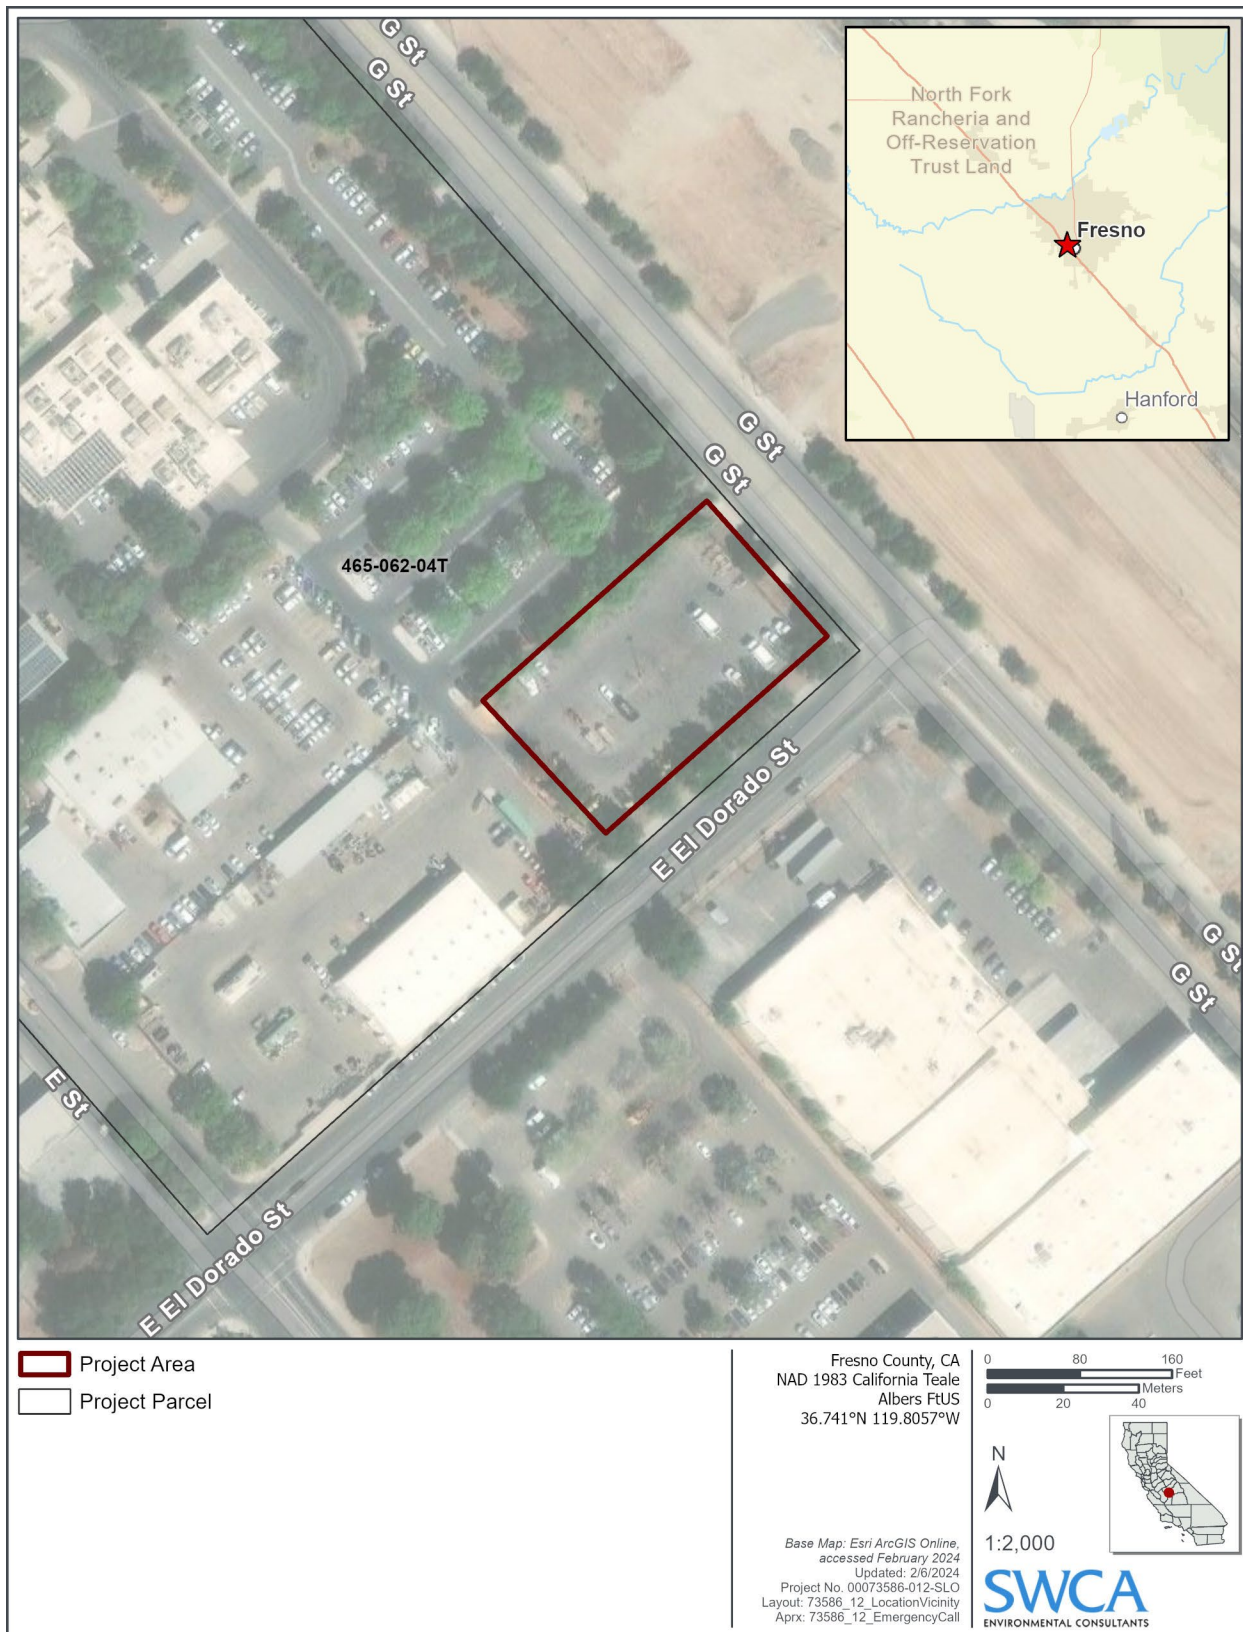 G St
G St
North Fork
Rancheria and
Off-Reservation
Trust Land
Fresno
Hanford
G St
G St
465-062-04T
E El Dorado St
G St
G St
E St
E El Dorado St
Project Area
Project Parcel
Fresno County, CA
NAD 1983 California Teale
Albers FtUS
36.741°N 119.8057°W
0 80 160
Feet
Meters
0 20 40
N
1:2,000
Base Map: Esri ArcGIS Online,
accessed February 2024
Updated: 2/6/2024
Project No. 00073586-012-SLO
Layout: 73586_12_LocationVicinity
Aprx: 73586_12_EmergencyCall
SWCA
ENVIRONMENTAL CONSULTANTS